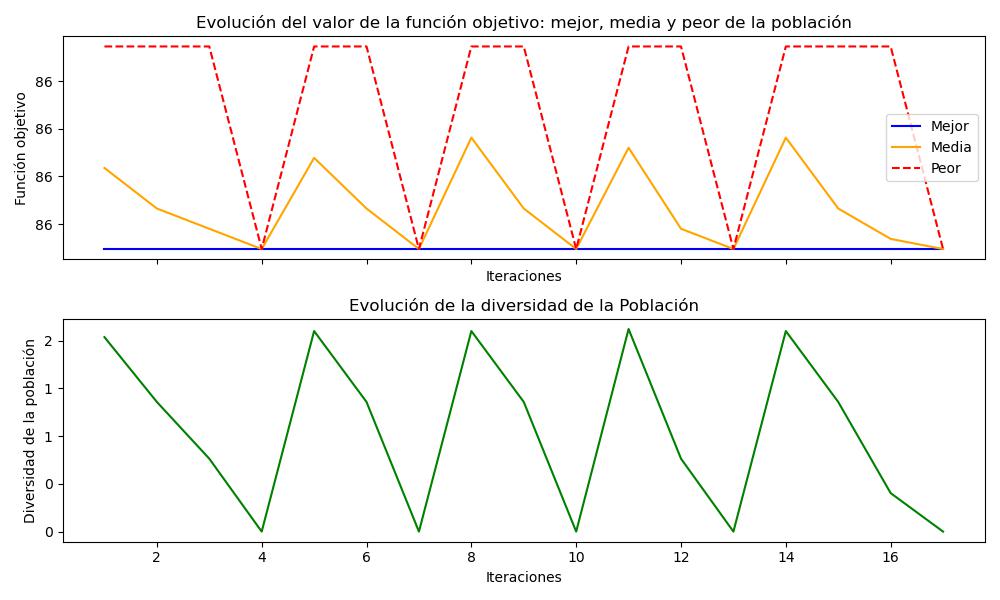 Evolución del valor de la función objetivo: mejor, media y peor de la población
Función objetivo
86
86
86
86
Mejor
Media
Peor
Iteraciones
Evolución de la diversidad de la Población
Diversidad de la población
2
1
1
0
0
2
4
6
8
10
12
14
16
Iteraciones